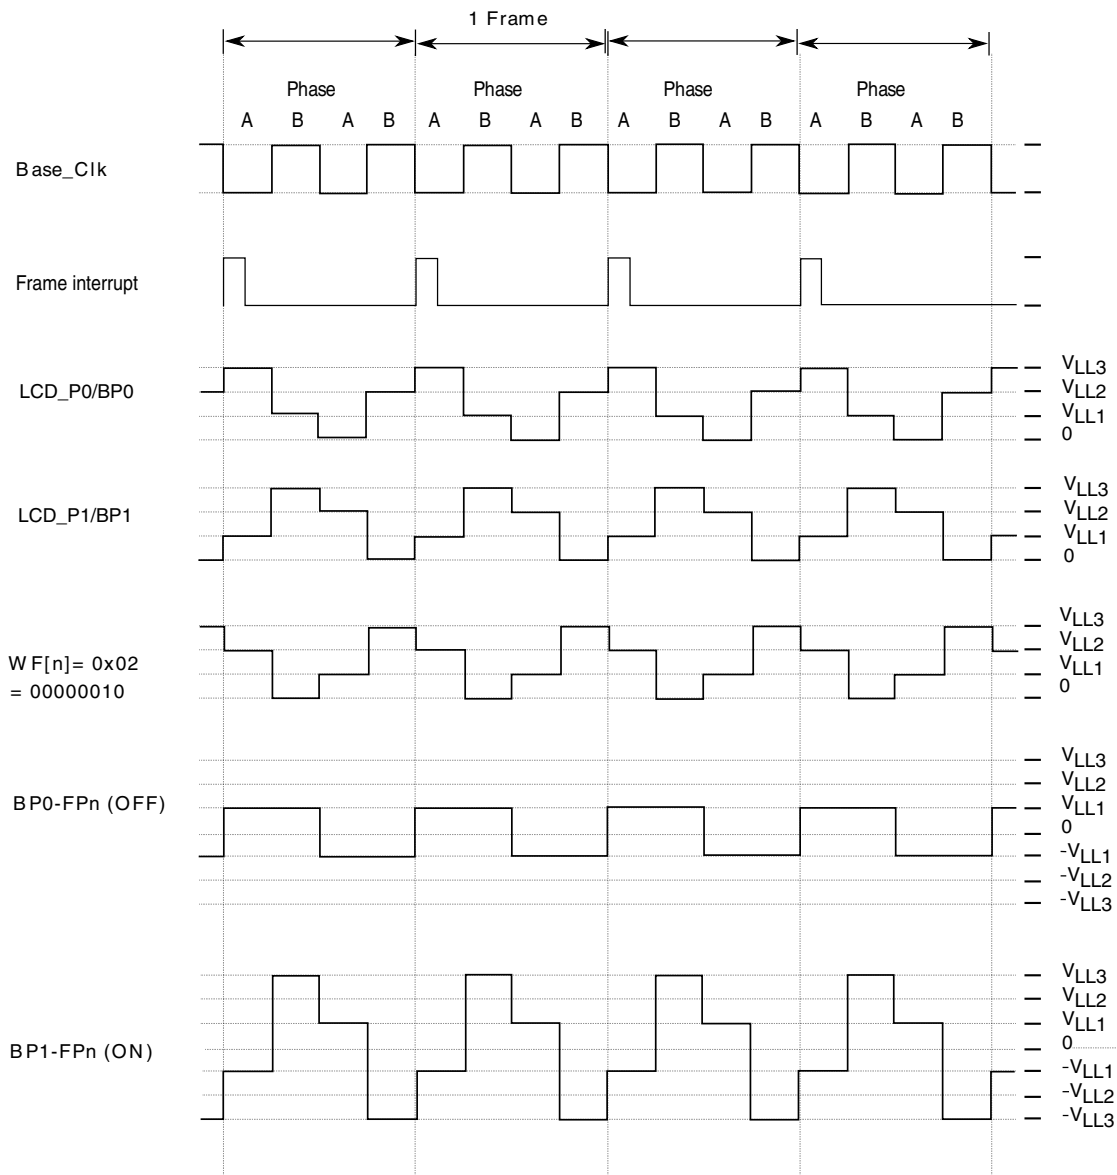 1 Frame
Phase Phase Phase Phase
A B A B A B A B A B A B A B A B
Base_Clk
Frame interrupt
LCD_P0/BP0
VLL3
VLL2
VLL1
0
LCD_P1/BP1
VLL3
VLL2
VLL1
0
WF[n]= 0x02
= 00000010
VLL3
VLL2
VLL1
0
BP0-FPn (OFF)
VLL3
VLL2
VLL1
0
-VLL1
-VLL2
-VLL3
BP1-FPn (ON)
VLL3
VLL2
VLL1
0
-VLL1
-VLL2
-VLL3